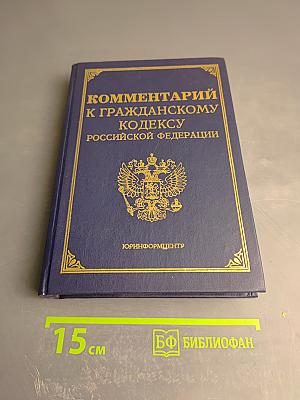 КОММЕНТАРИЙ
К ГРАЖДАНСКОМУ
КОДЕКСУ
РОССИЙСКОЙ ФЕДЕРАЦИИ
ЮРИНФОРМЦЕНТР
15 см
БФ БИБЛИОФАН